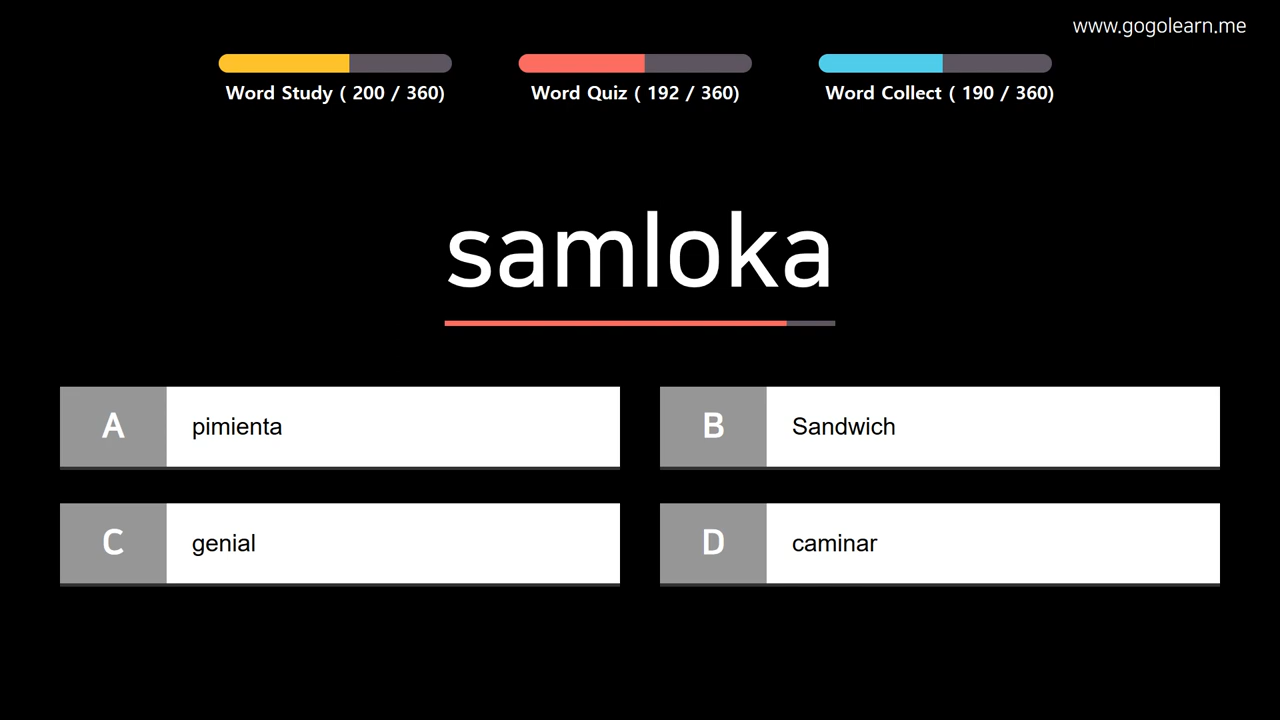 www.gogolearn.me
Word Study ( 200 / 360)
Word Quiz ( 192 / 360)
Word Collect ( 190 / 360)
samloka
A pimienta
B Sandwich
C genial
D caminar